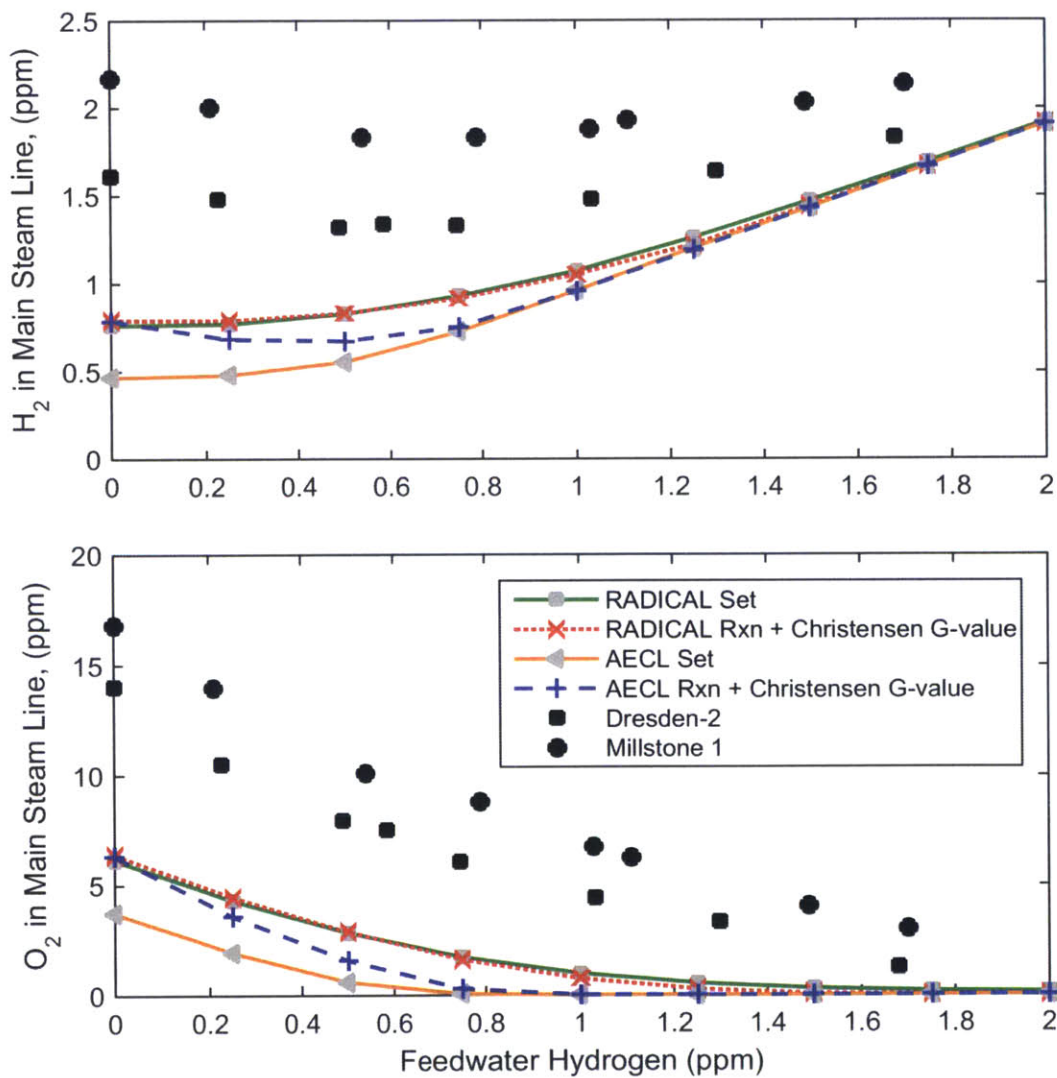 2.5
2
1.5
1
0.5
0
H2 in Main Steam Line, (ppm)
0 0.2 0.4 0.6 0.8 1 1.2 1.4 1.6 1.8 2
20
15
10
5
0
O2 in Main Steam Line, (ppm)
RADICAL Set
RADICAL Rxn + Christensen G-value
AECL Set
AECL Rxn + Christensen G-value
Dresden-2
Millstone 1
0 0.2 0.4 0.6 0.8 1 1.2 1.4 1.6 1.8 2
Feedwater Hydrogen (ppm)